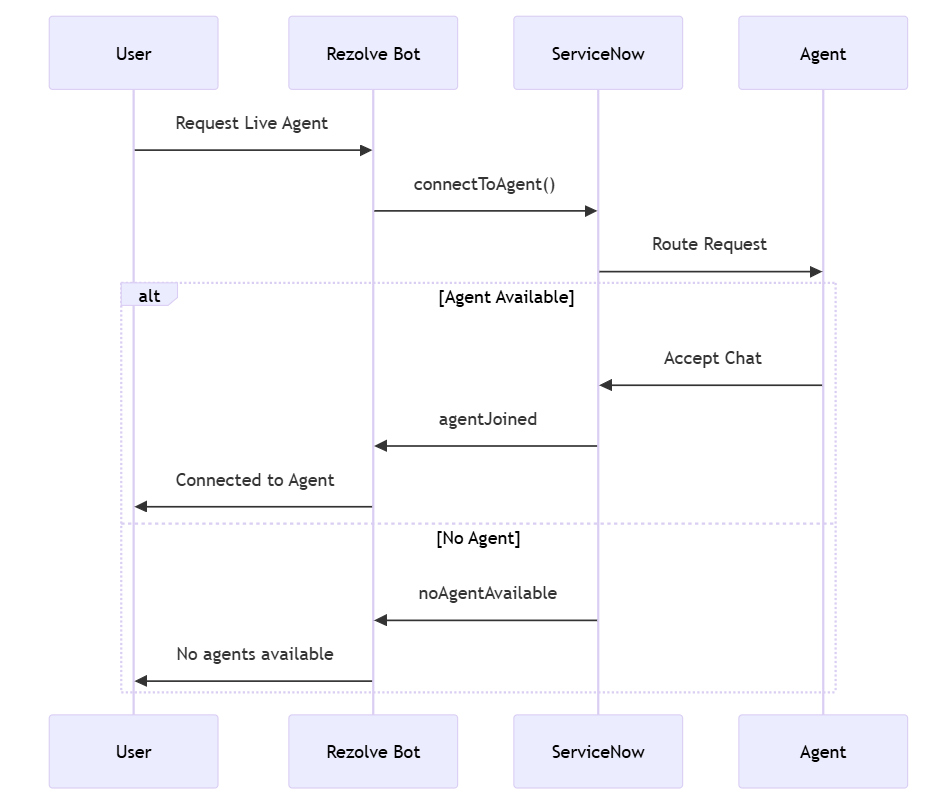 User Rezolve Bot ServiceNow Agent
Request Live Agent
connectToAgent()
Route Request
alt [Agent Available]
Accept Chat
agentJoined
Connected to Agent
[No Agent]
noAgentAvailable
No agents available
User Rezolve Bot ServiceNow Agent